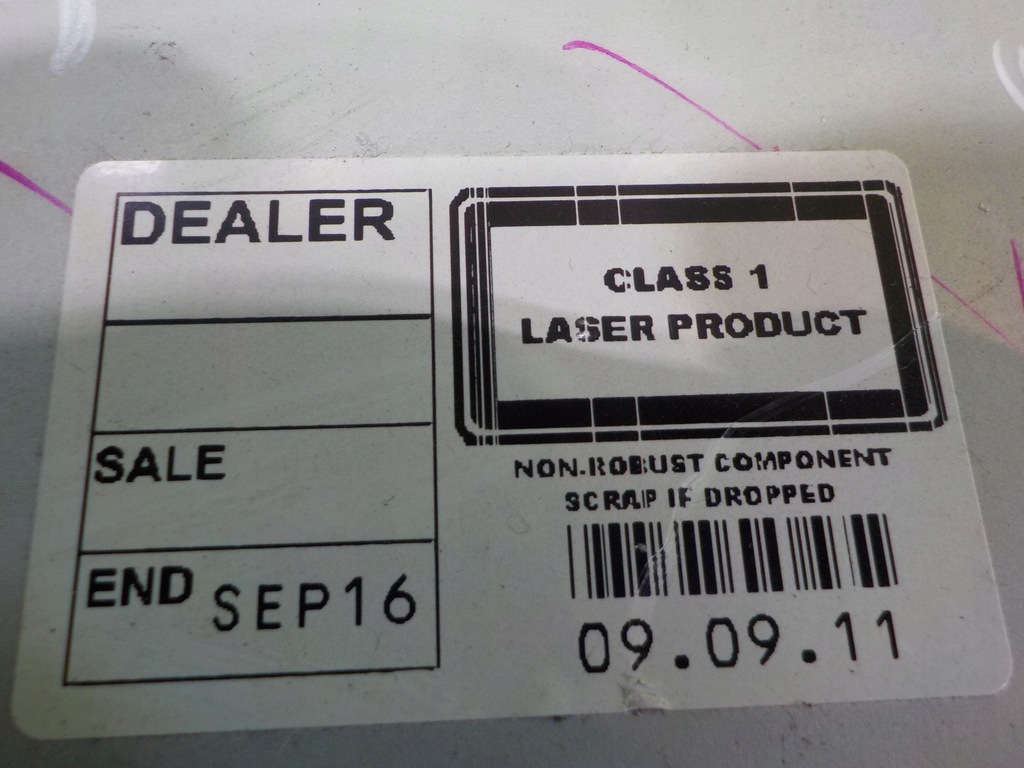 DEALER
SALE
END SEP16
CLASS 1
LASER PRODUCT
NON-ROBUST COMPONENT
SCRAP IF DROPPED
09.09.11